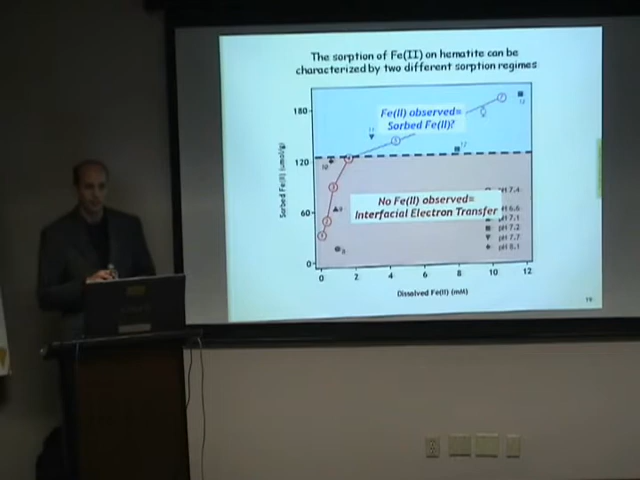 The sorption of Fe(II) on hematite can be
characterized by two different sorption regimes
Sorbed Fe(II) (umol/g)
180
120
60
0
Fe(II) observed=
Sorbed Fe(II)?
No Fe(II) observed=
Interfacial Electron Transfer
pH 7.4
pH 6.6
pH 7.1
pH 7.2
pH 7.7
pH 8.1
0 2 4 6 8 10 12
Dissolved Fe(II) (mM)